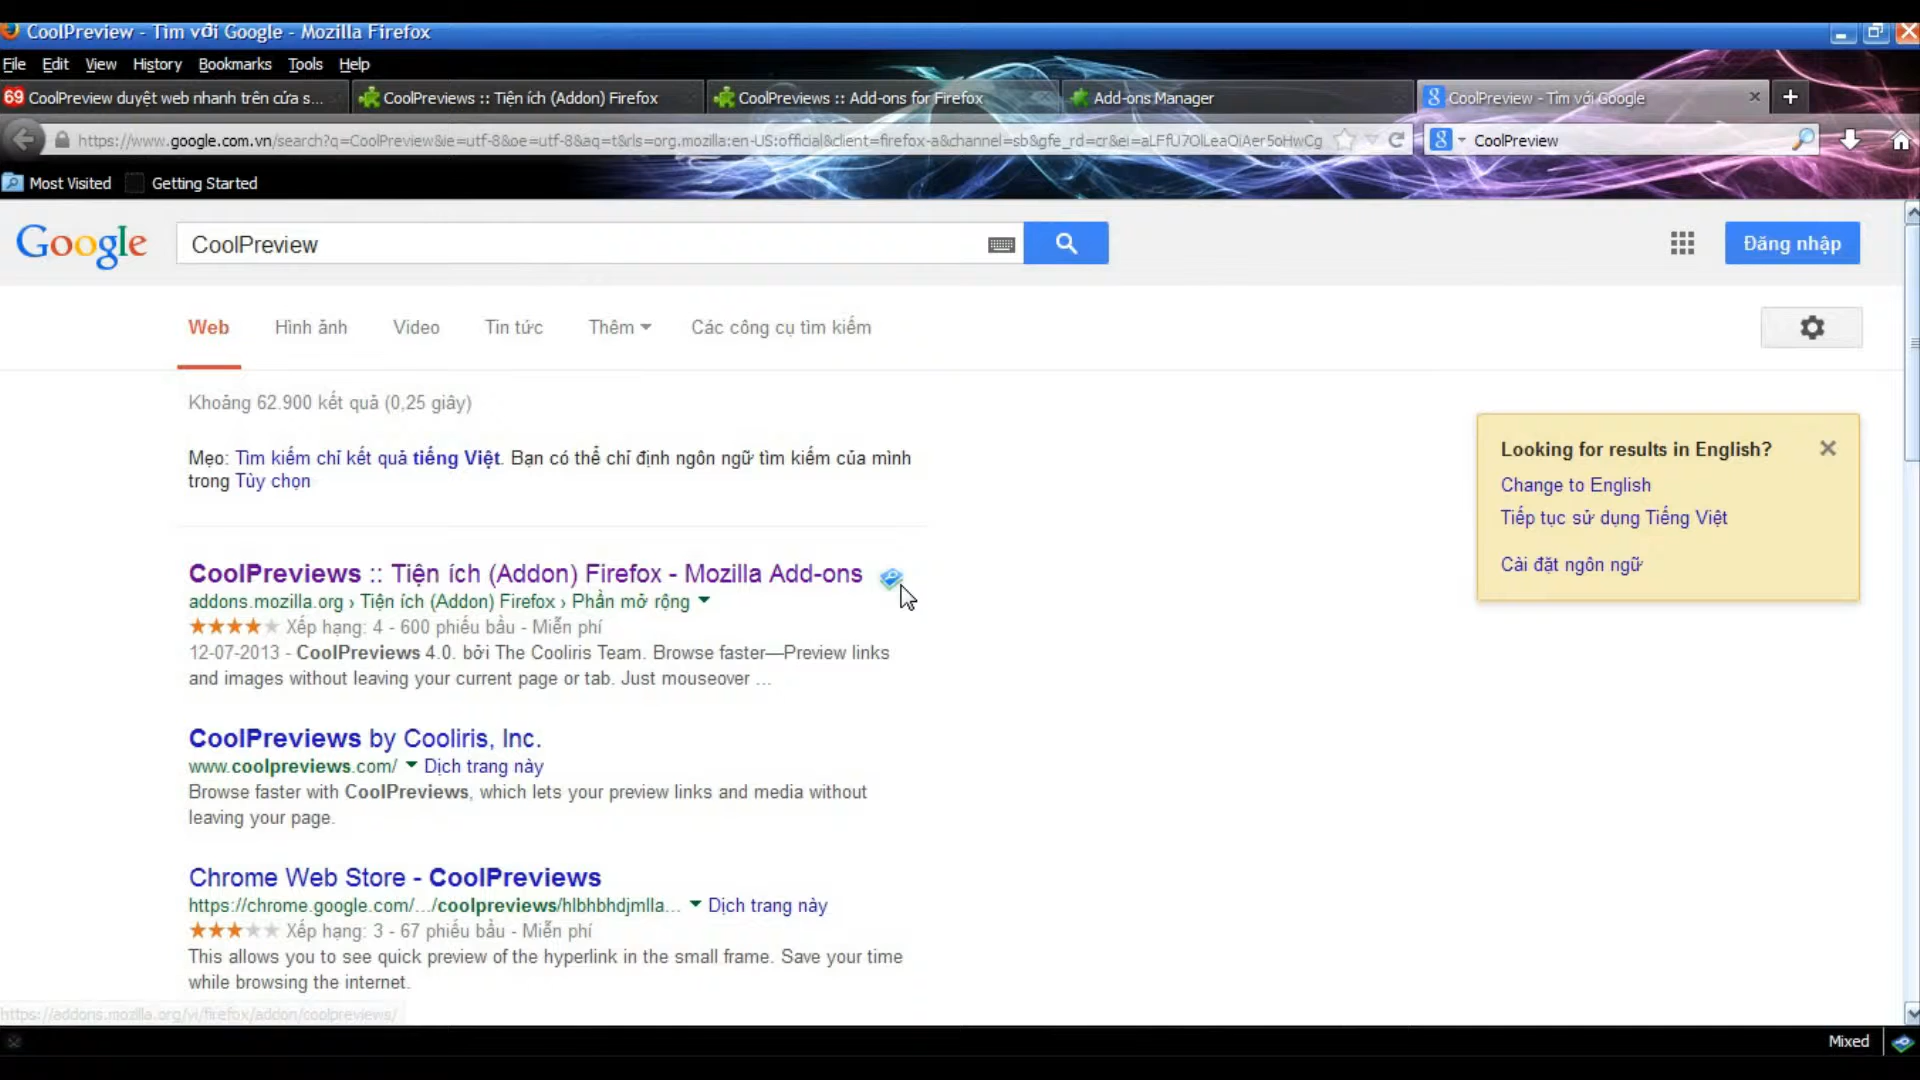 CoolPreview - Tìm với Google - Mozilla Firefox
File Edit View History Bookmarks Tools Help
69 CoolPreview duyệt web nhanh trên cửa s... CoolPreviews :: Tiện ích (Addon) Firefox CoolPreviews :: Add-ons for Firefox Add-ons Manager CoolPreview - Tìm với Google
https://www.google.com.vn/search?q=CoolPreview&ie=utf-8&oe=utf-8&aq=t&rls=org.mozilla:en-US:official&client=firefox-a&channel=sb&gfe_rd=cr&ei= CoolPreview
Most Visited Getting Started
Google CoolPreview Đăng nhập
Web Hình ảnh Video Tin tức Thêm Các công cụ tìm kiếm
Khoảng 62.900 kết quả (0,25 giây)
Mẹo: Tìm kiếm chỉ kết quả tiếng Việt. Bạn có thể chỉ định ngôn ngữ tìm kiếm của mình
trong Tùy chọn
Looking for results in English?
Change to English
Tiếp tục sử dụng Tiếng Việt
Cài đặt ngôn ngữ
CoolPreviews :: Tiện ích (Addon) Firefox - Mozilla Add-ons
addons.mozilla.org › Tiện ích (Addon) Firefox › Phần mở rộng
Xếp hạng: 4 - 600 phiếu bầu - Miễn phí
12-07-2013 - CoolPreviews 4.0. bởi The Cooliris Team. Browse faster—Preview links
and images without leaving your current page or tab. Just mouseover ...
CoolPreviews by Cooliris, Inc.
www.coolpreviews.com/ Dịch trang này
Browse faster with CoolPreviews, which lets your preview links and media without
leaving your page.
Chrome Web Store - CoolPreviews
https://chrome.google.com/.../coolpreviews/hlbhbhdjmlla... Dịch trang này
Xếp hạng: 3 - 67 phiếu bầu - Miễn phí
This allows you to see quick preview of the hyperlink in the small frame. Save your time
while browsing the internet.
https://addons.mozilla.org/vi/firefox/addon/coolpreviews/
Mixed